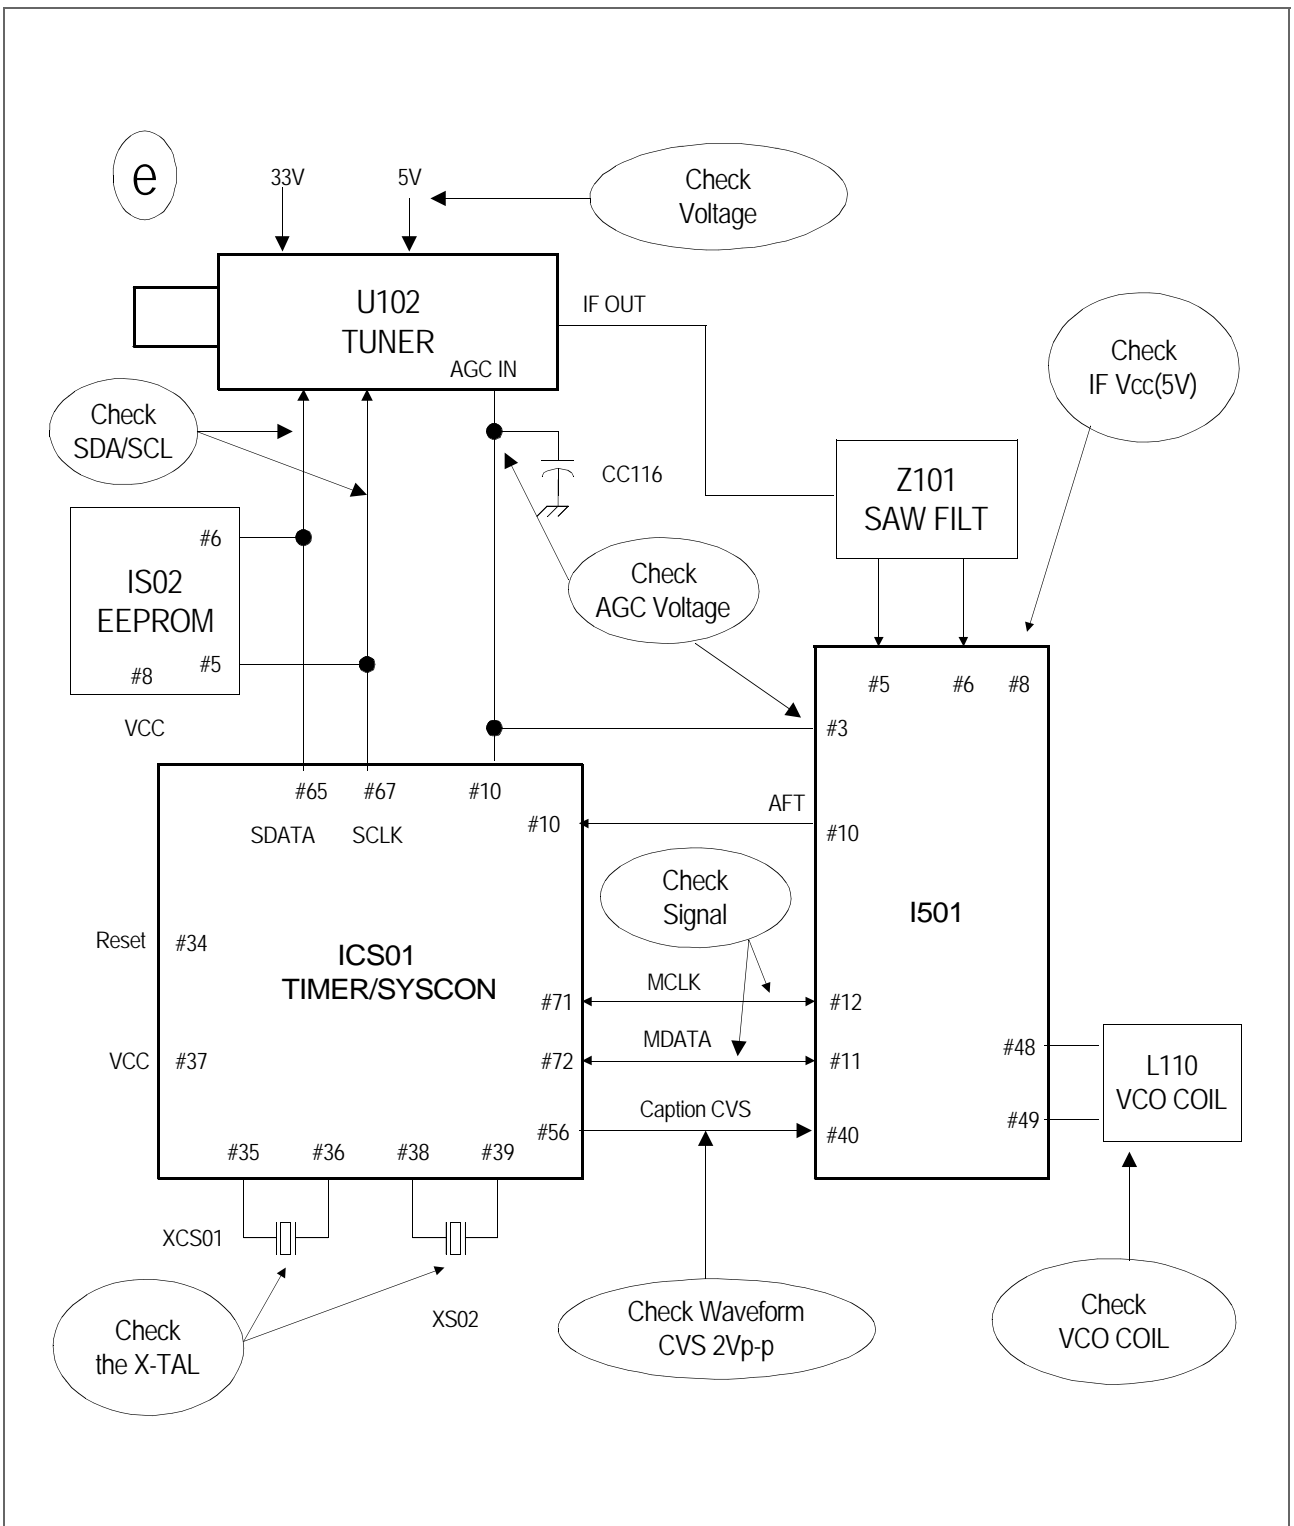 e
33V
5V
Check
Voltage
U102
TUNER
AGC IN
IF OUT
Check
IF Vcc(5V)
Check
SDA/SCL
CC116
Z101
SAW FILT
#6
IS02
EEPROM
#5
#8
VCC
Check
AGC Voltage
#5
#6
#8
#3
#65
#67
#10
SDATA
SCLK
#10
AFT
#10
Check
Signal
I501
Reset
#34
ICS01
TIMER/SYSCON
#71
MCLK
#12
VCC
#37
#72
MDATA
#11
#48
L110
VCO COIL
#49
#56
Caption CVS
#40
#35
#36
#38
#39
XCS01
XS02
Check
the X-TAL
Check Waveform
CVS 2Vp-p
Check
VCO COIL